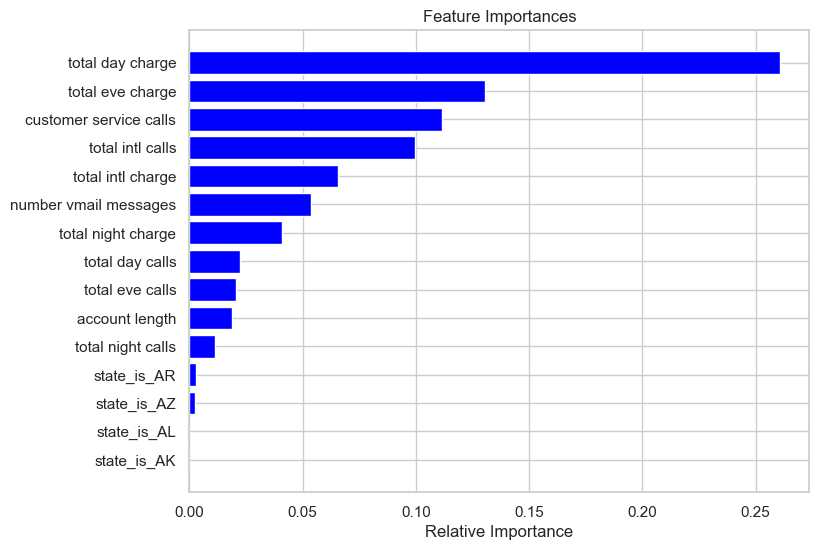 Feature Importances
total day charge
total eve charge
customer service calls
total intl calls
total intl charge
number vmail messages
total night charge
total day calls
total eve calls
account length
total night calls
state_is_AR
state_is_AZ
state_is_AL
state_is_AK
0.00 0.05 0.10 0.15 0.20 0.25
Relative Importance